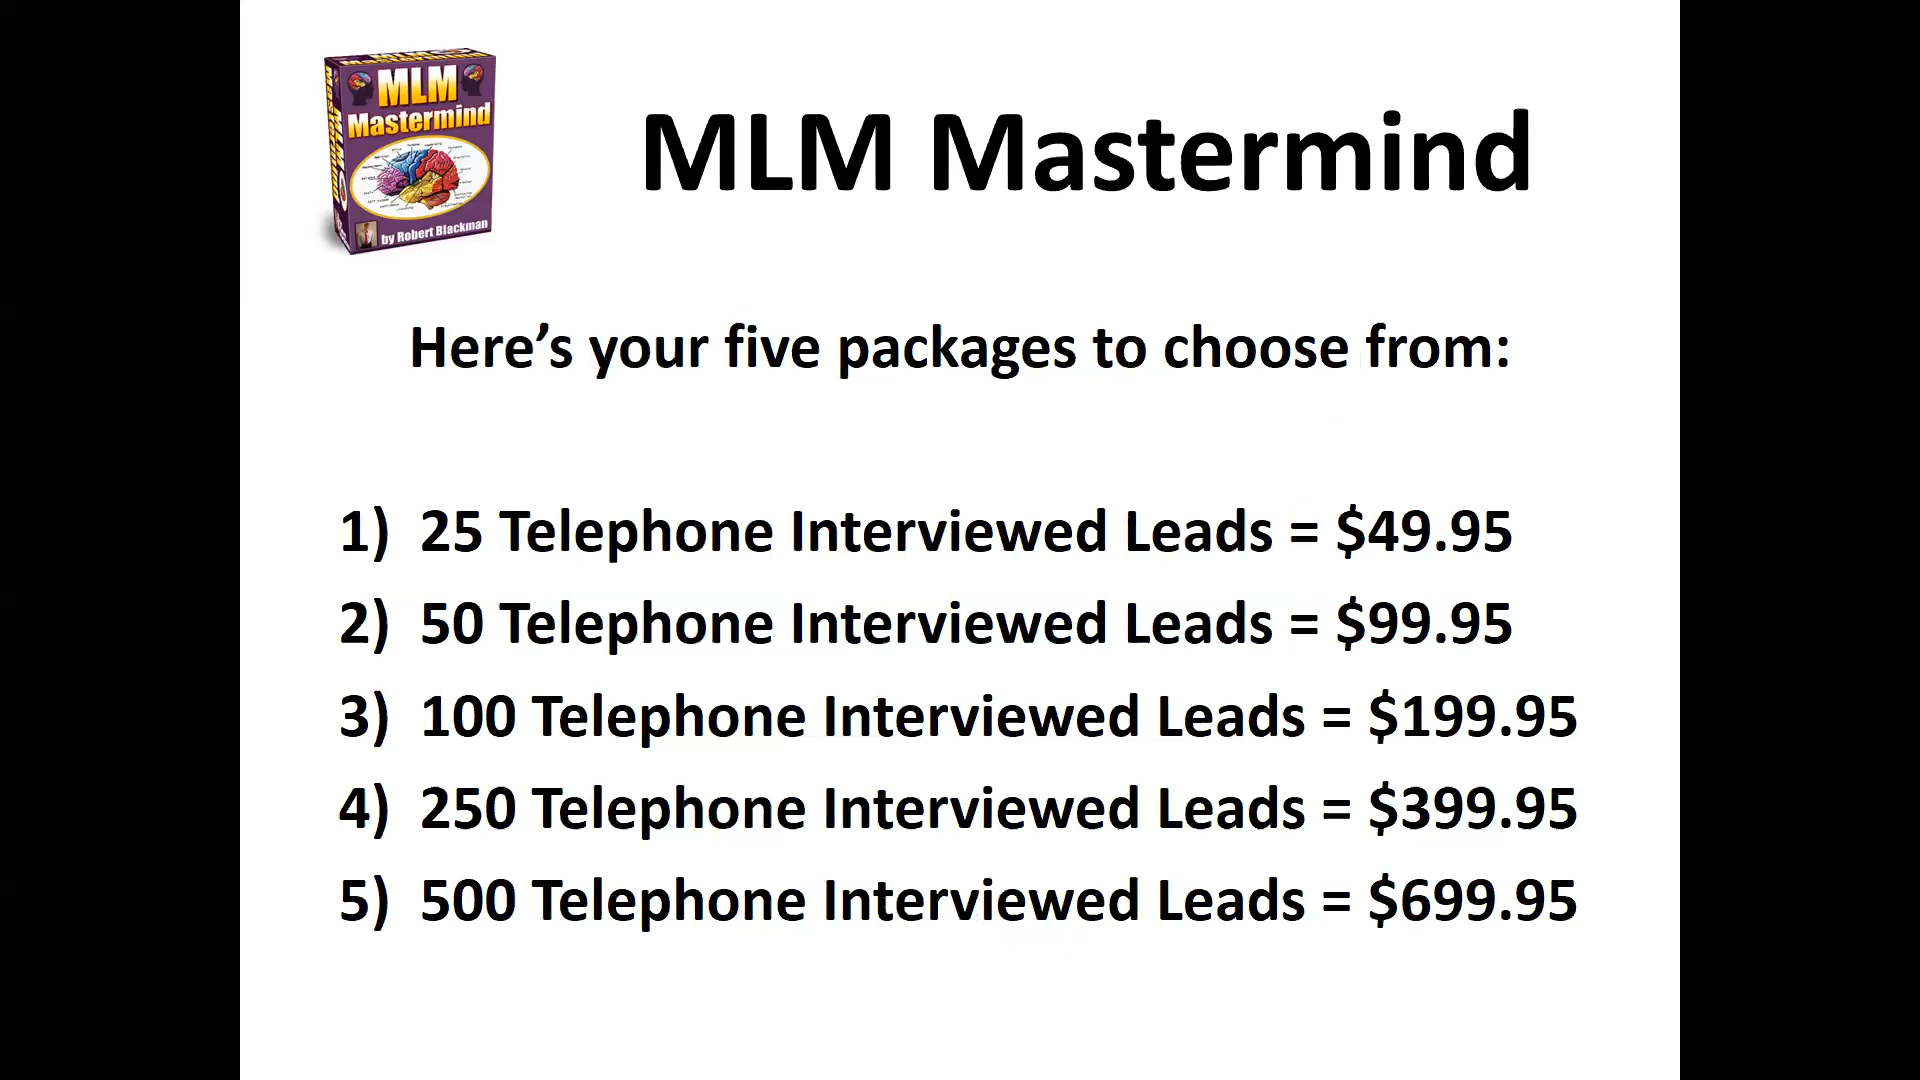 MLM
Mastermind
by Robert Blackman
MLM Mastermind
Here’s your five packages to choose from:
1) 25 Telephone Interviewed Leads = $49.95
2) 50 Telephone Interviewed Leads = $99.95
3) 100 Telephone Interviewed Leads = $199.95
4) 250 Telephone Interviewed Leads = $399.95
5) 500 Telephone Interviewed Leads = $699.95